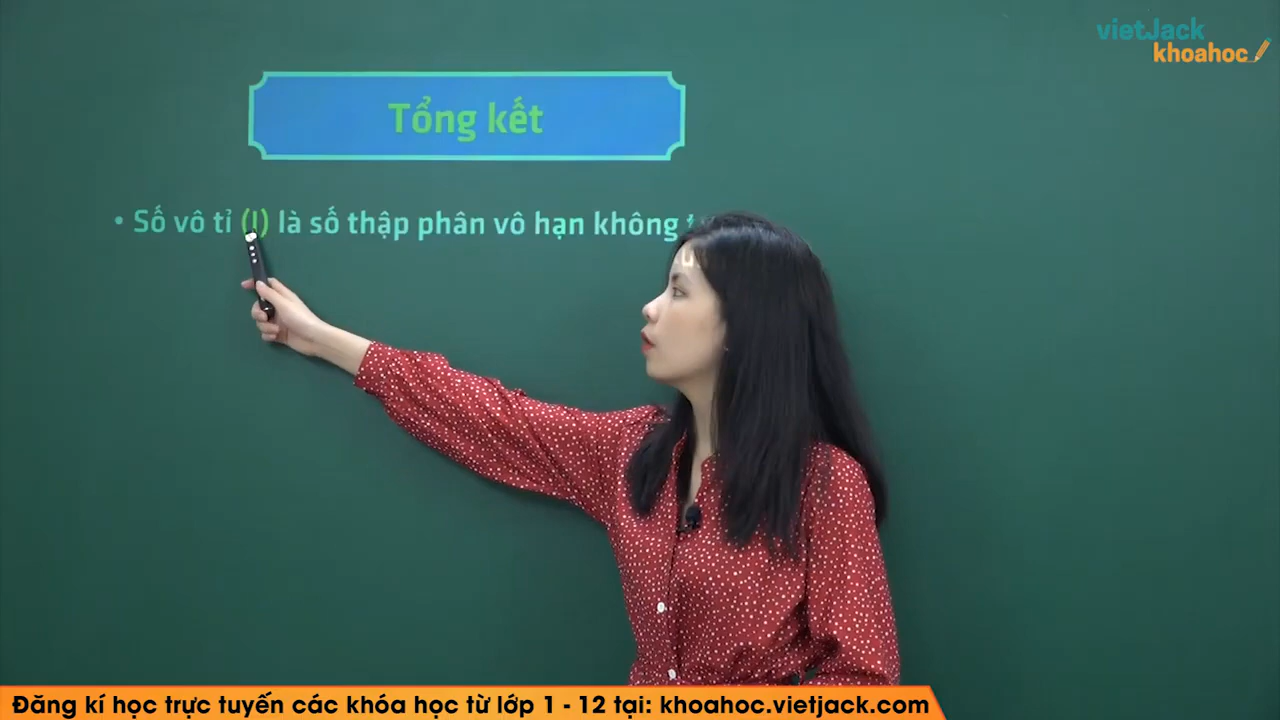 vietJack
khoahoc
Tổng kết
• Số vô tỉ (I) là số thập phân vô hạn không
Đăng kí học trực tuyến các khóa học từ lớp 1 - 12 tại: khoahoc.vietjack.com